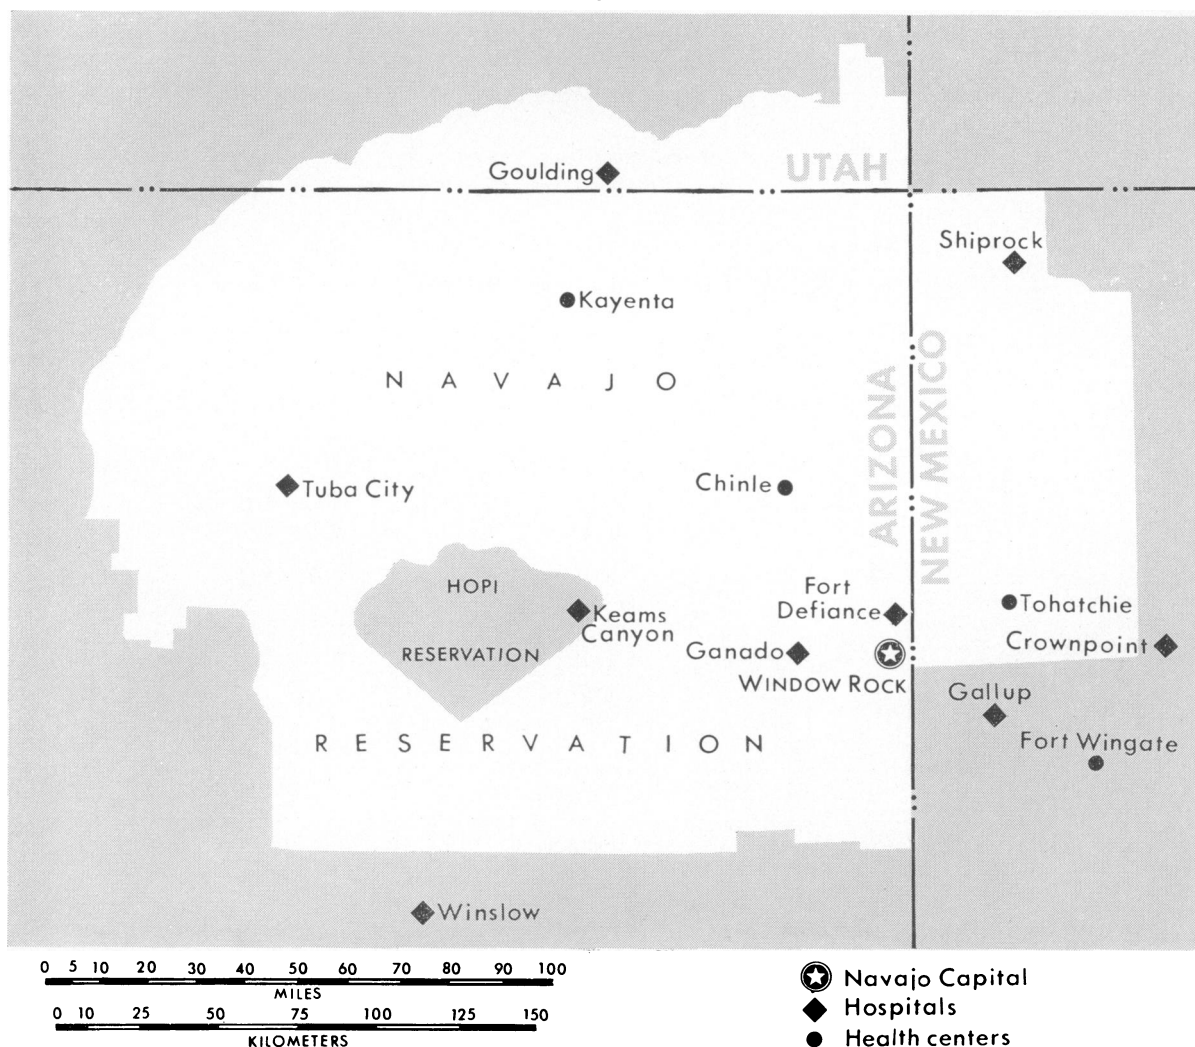 UTAH
Goulding
Shiprock
Kayenta
NAVAJO
ARIZONA
NEW MEXICO
Tuba City
Chinle
HOPI
RESERVATION
Keams
Canyon
Fort
Defiance
Tohatchie
Ganado
Crownpoint
WINDOW ROCK
Gallup
RESERVATION
Fort Wingate
Winslow
0 5 10 20 30 40 50 60 70 80 90 100
MILES
0 10 25 50 75 100 125 150
KILOMETERS
Navajo Capital
Hospitals
Health centers